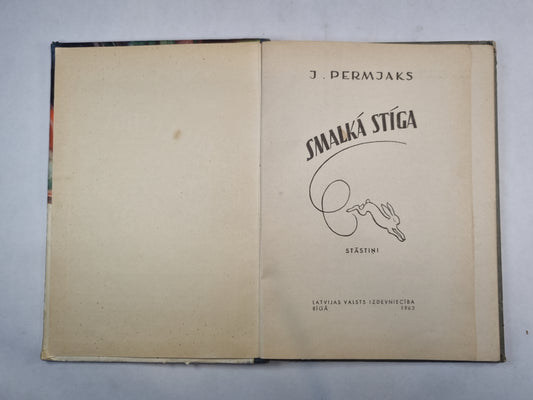 J. PERMJAKS
SMALKĀ STĪGA
STĀSTIŅI
LATVIJAS VALSTS IZDEVNIECĪBA
RĪGĀ 1963